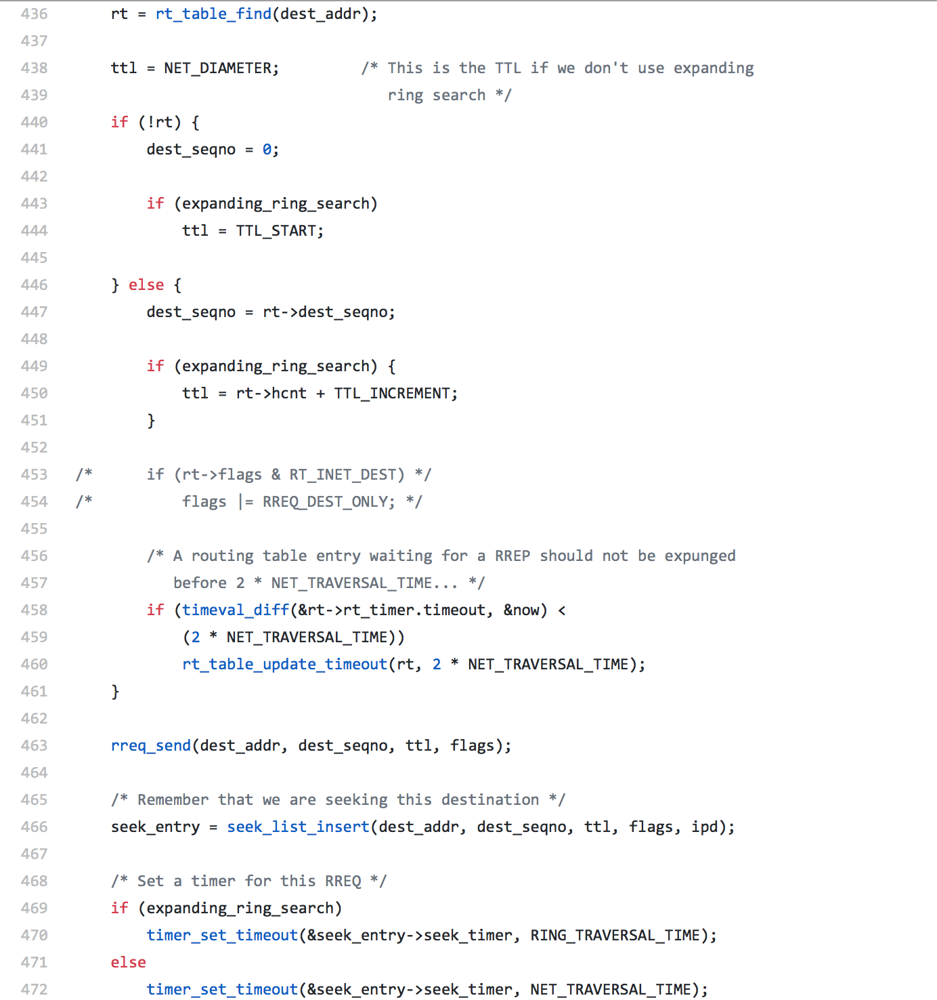 436 rt = rt_table_find(dest_addr);
437
438 ttl = NET_DIAMETER; /* This is the TTL if we don't use expanding
439 ring search */
440 if (!rt) {
441 dest_seqno = 0;
442
443 if (expanding_ring_search)
444 ttl = TTL_START;
445
446 } else {
447 dest_seqno = rt->dest_seqno;
448
449 if (expanding_ring_search) {
450 ttl = rt->hcnt + TTL_INCREMENT;
451 }
452
453 /* if (rt->flags & RT_INET_DEST) */
454 /* flags |= RREQ_DEST_ONLY; */
455
456 /* A routing table entry waiting for a RREP should not be expunged
457 before 2 * NET_TRAVERSAL_TIME... */
458 if (timeval_diff(&rt->rt_timer.timeout, &now) <
459 (2 * NET_TRAVERSAL_TIME))
460 rt_table_update_timeout(rt, 2 * NET_TRAVERSAL_TIME);
461 }
462
463 rreq_send(dest_addr, dest_seqno, ttl, flags);
464
465 /* Remember that we are seeking this destination */
466 seek_entry = seek_list_insert(dest_addr, dest_seqno, ttl, flags, ipd);
467
468 /* Set a timer for this RREQ */
469 if (expanding_ring_search)
470 timer_set_timeout(&seek_entry->seek_timer, RING_TRAVERSAL_TIME);
471 else
472 timer_set_timeout(&seek_entry->seek_timer, NET_TRAVERSAL_TIME);